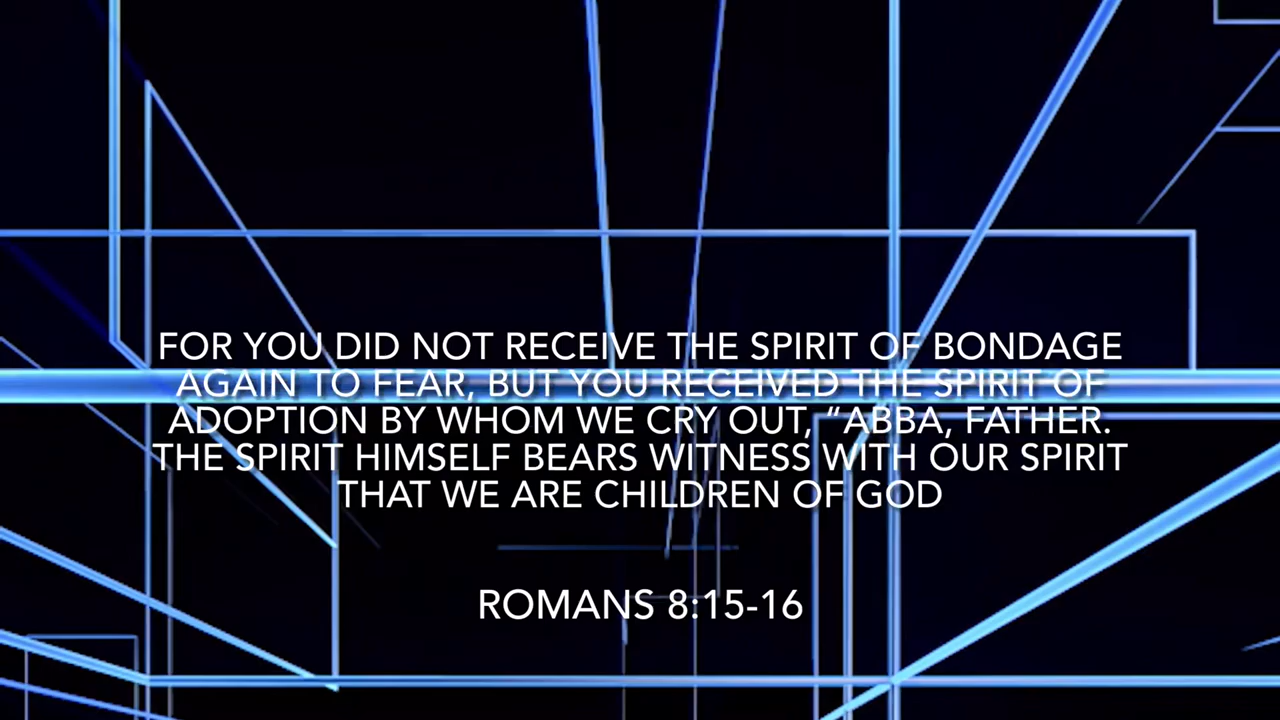 FOR YOU DID NOT RECEIVE THE SPIRIT OF BONDAGE
AGAIN TO FEAR, BUT YOU RECEIVED THE SPIRIT OF
ADOPTION BY WHOM WE CRY OUT, “ABBA, FATHER.
THE SPIRIT HIMSELF BEARS WITNESS WITH OUR SPIRIT
THAT WE ARE CHILDREN OF GOD
ROMANS 8:15-16